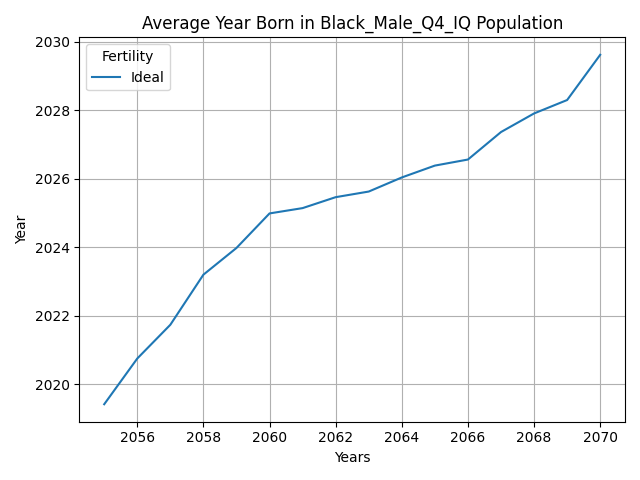 Average Year Born in Black_Male_Q4_IQ Population
2030
2028
2026
2024
2022
2020
Year
Fertility
Ideal
2056 2058 2060 2062 2064 2066 2068 2070
Years